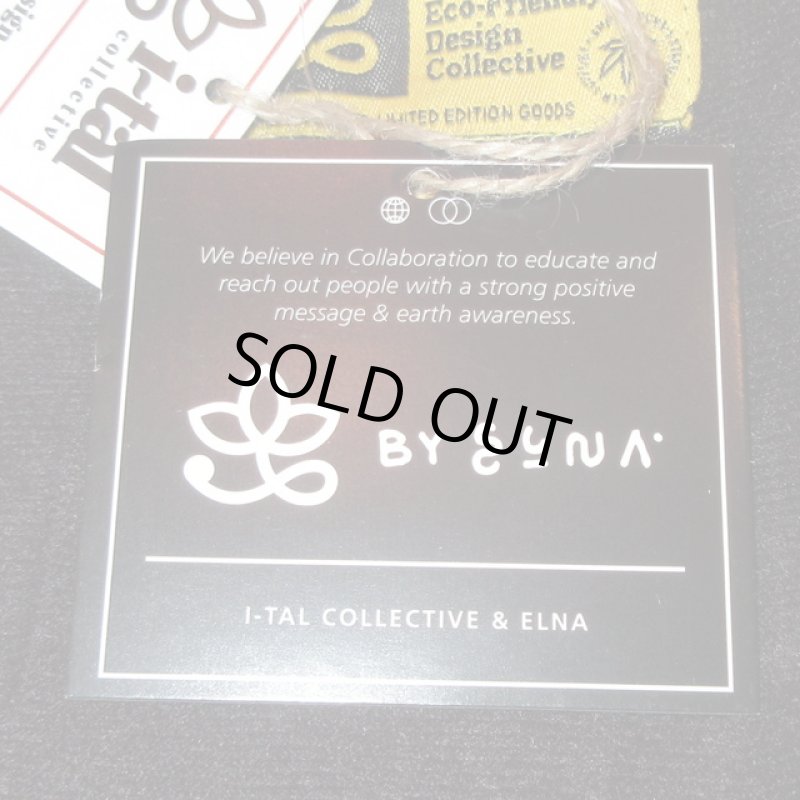 sign
i-tal
collective
Eco-Friendly
Design
Collective
LIMITED EDITION GOODS
We believe in Collaboration to educate and
reach out people with a strong positive
message & earth awareness.
SOLD OUT
BY
I-TAL COLLECTIVE & ELNA